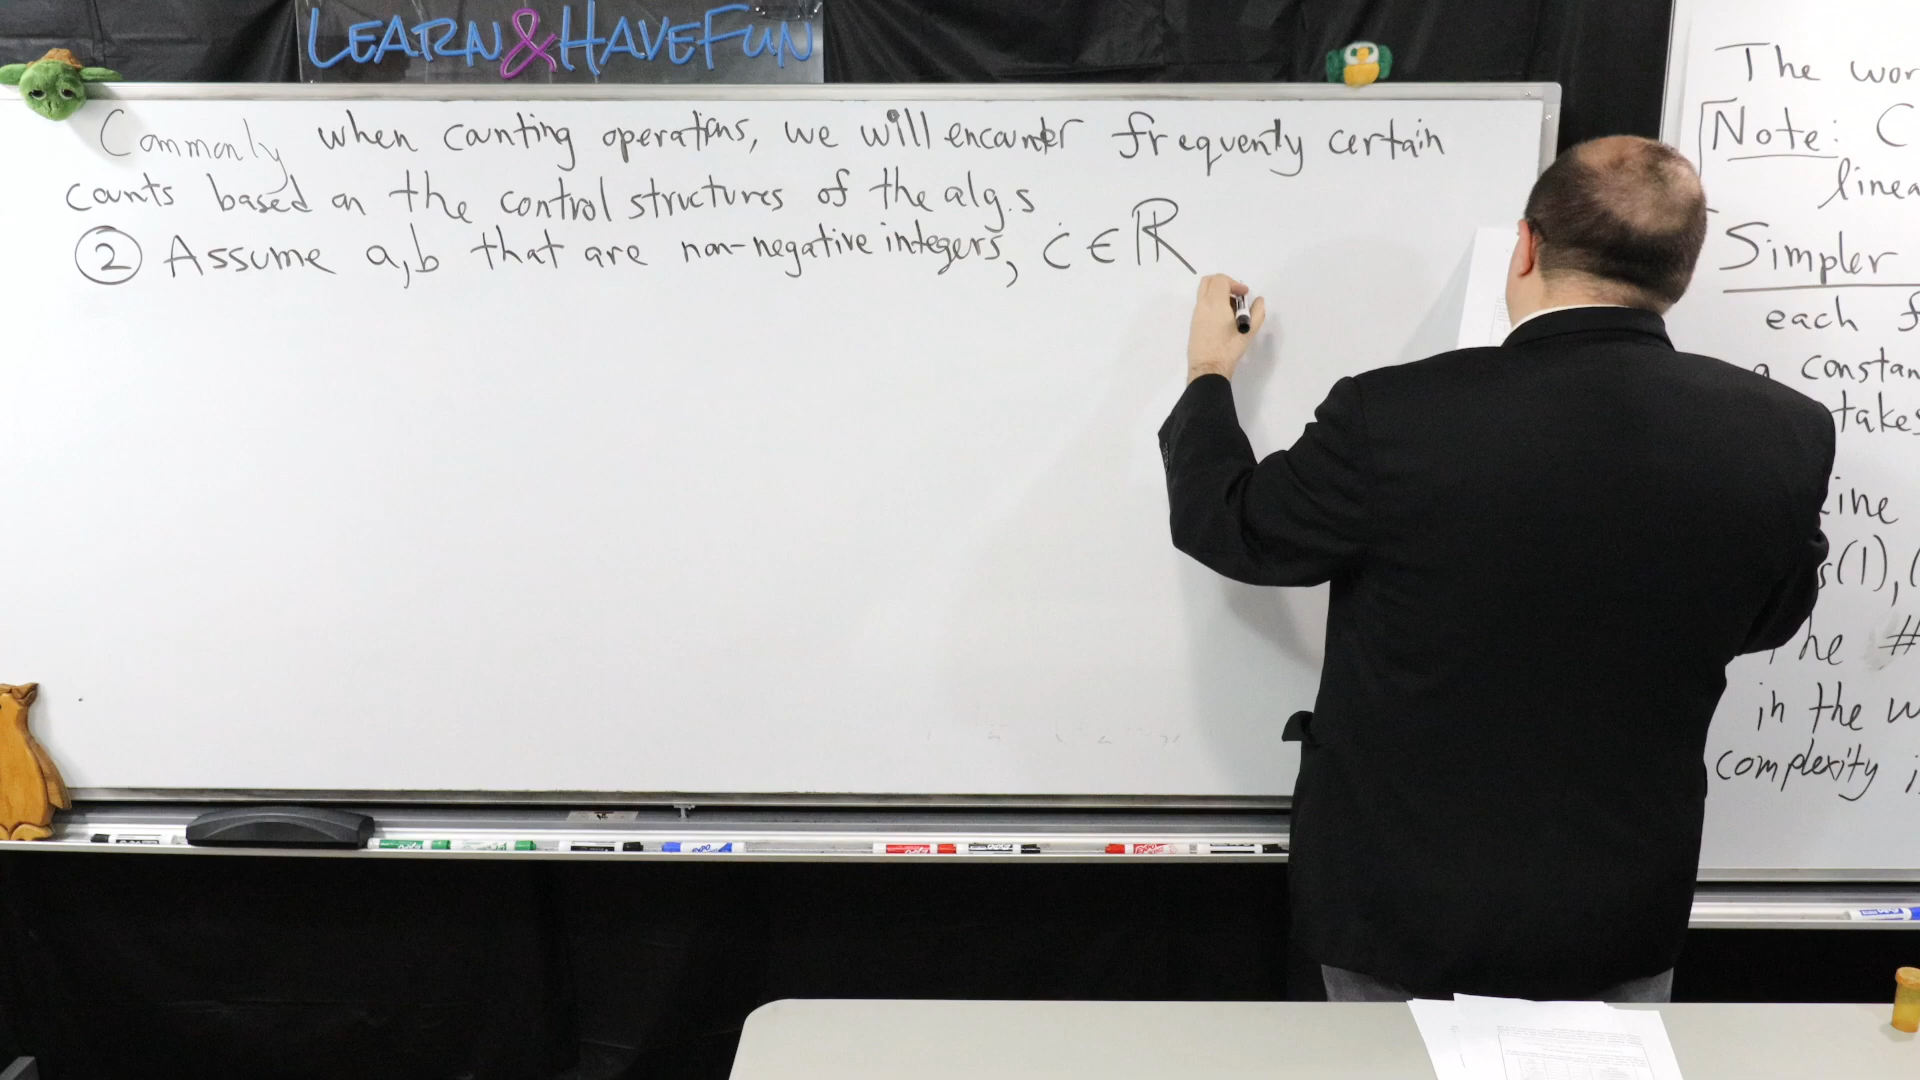 LEARN&HAVEFUN
Commonly when counting operations, we will encounter frequently certain
counts based on the control structures of the alg.s
② Assume a,b that are non-negative integers, c ∈ ℝ
The wor
Note: C
linea
Simpler
each f
a constan
takes
ine
s(1), (
he #
in the w
complexity i